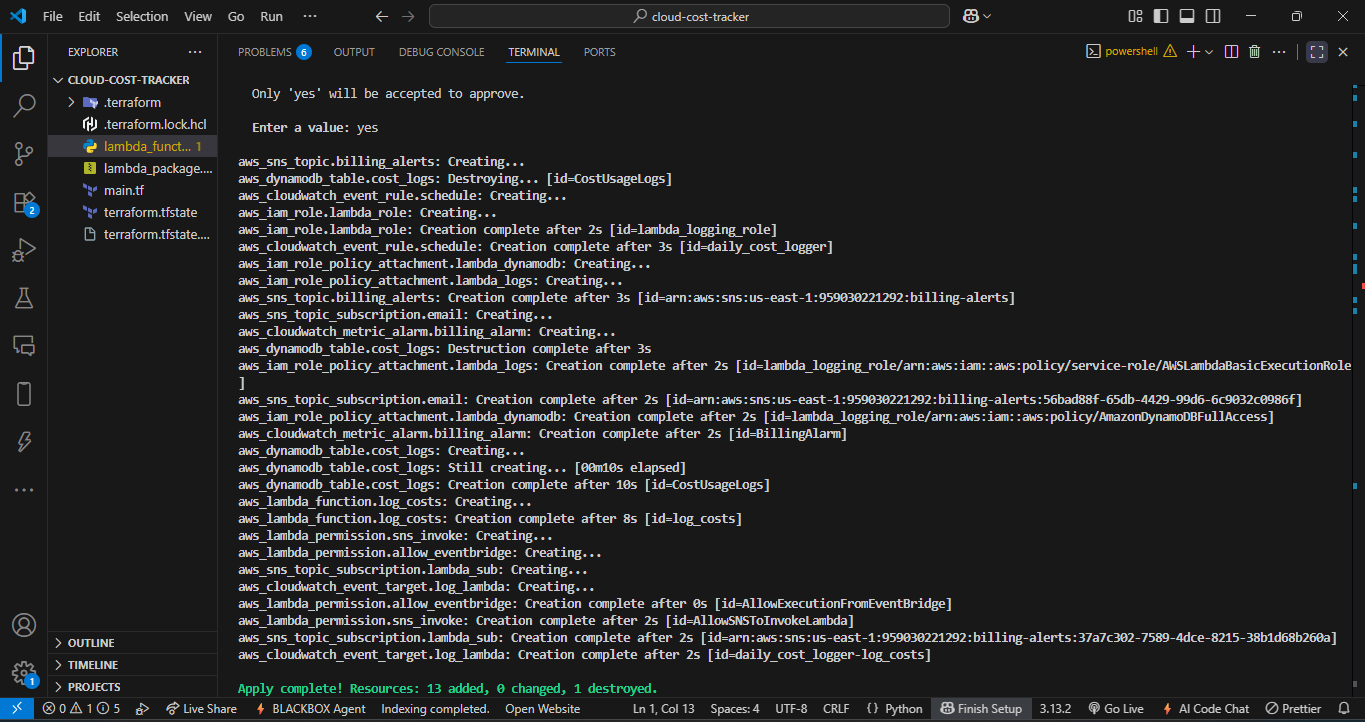 File Edit Selection View Go Run ··· cloud-cost-tracker
EXPLORER ···
CLOUD-COST-TRACKER
.terraform
.terraform.lock.hcl
lambda_funct... 1
lambda_package....
main.tf
terraform.tfstate
terraform.tfstate....
OUTLINE
TIMELINE
PROJECTS
2
1
PROBLEMS 6 OUTPUT DEBUG CONSOLE TERMINAL PORTS powershell
Only 'yes' will be accepted to approve.
Enter a value: yes
aws_sns_topic.billing_alerts: Creating...
aws_dynamodb_table.cost_logs: Destroying... [id=CostUsageLogs]
aws_cloudwatch_event_rule.schedule: Creating...
aws_iam_role.lambda_role: Creating...
aws_iam_role.lambda_role: Creation complete after 2s [id=lambda_logging_role]
aws_cloudwatch_event_rule.schedule: Creation complete after 3s [id=daily_cost_logger]
aws_iam_role_policy_attachment.lambda_dynamodb: Creating...
aws_iam_role_policy_attachment.lambda_logs: Creating...
aws_sns_topic.billing_alerts: Creation complete after 3s [id=arn:aws:sns:us-east-1:959030221292:billing-alerts]
aws_sns_topic_subscription.email: Creating...
aws_cloudwatch_metric_alarm.billing_alarm: Creating...
aws_dynamodb_table.cost_logs: Destruction complete after 3s
aws_iam_role_policy_attachment.lambda_logs: Creation complete after 2s [id=lambda_logging_role/arn:aws:iam::aws:policy/service-role/AWSLambdaBasicExecutionRole
]
aws_sns_topic_subscription.email: Creation complete after 2s [id=arn:aws:sns:us-east-1:959030221292:billing-alerts:56bad88f-65db-4429-99d6-6c9032c0986f]
aws_iam_role_policy_attachment.lambda_dynamodb: Creation complete after 2s [id=lambda_logging_role/arn:aws:iam::aws:policy/AmazonDynamoDBFullAccess]
aws_cloudwatch_metric_alarm.billing_alarm: Creation complete after 2s [id=BillingAlarm]
aws_dynamodb_table.cost_logs: Creating...
aws_dynamodb_table.cost_logs: Still creating... [00m10s elapsed]
aws_dynamodb_table.cost_logs: Creation complete after 10s [id=CostUsageLogs]
aws_lambda_function.log_costs: Creating...
aws_lambda_function.log_costs: Creation complete after 8s [id=log_costs]
aws_lambda_permission.sns_invoke: Creating...
aws_lambda_permission.allow_eventbridge: Creating...
aws_sns_topic_subscription.lambda_sub: Creating...
aws_cloudwatch_event_target.log_lambda: Creating...
aws_lambda_permission.allow_eventbridge: Creation complete after 0s [id=AllowExecutionFromEventBridge]
aws_lambda_permission.sns_invoke: Creation complete after 2s [id=AllowSNSToInvokeLambda]
aws_sns_topic_subscription.lambda_sub: Creation complete after 2s [id=arn:aws:sns:us-east-1:959030221292:billing-alerts:37a7c302-7589-4dce-8215-38b1d68b260a]
aws_cloudwatch_event_target.log_lambda: Creation complete after 2s [id=daily_cost_logger-log_costs]
Apply complete! Resources: 13 added, 0 changed, 1 destroyed.
0 1 5 Live Share BLACKBOX Agent Indexing completed. Open Website Ln 1, Col 13 Spaces: 4 UTF-8 CRLF {} Python Finish Setup 3.13.2 Go Live AI Code Chat Prettier